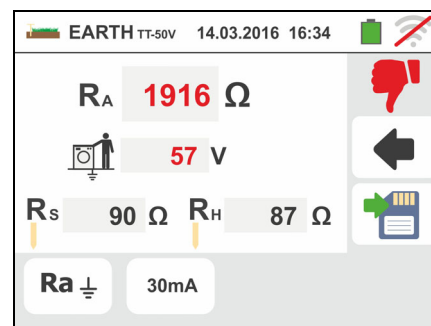 EARTH TT-50V 14.03.2016 16:34
RA 1916 Ω
57 V
RS 90 Ω RH 87 Ω
Ra 30mA